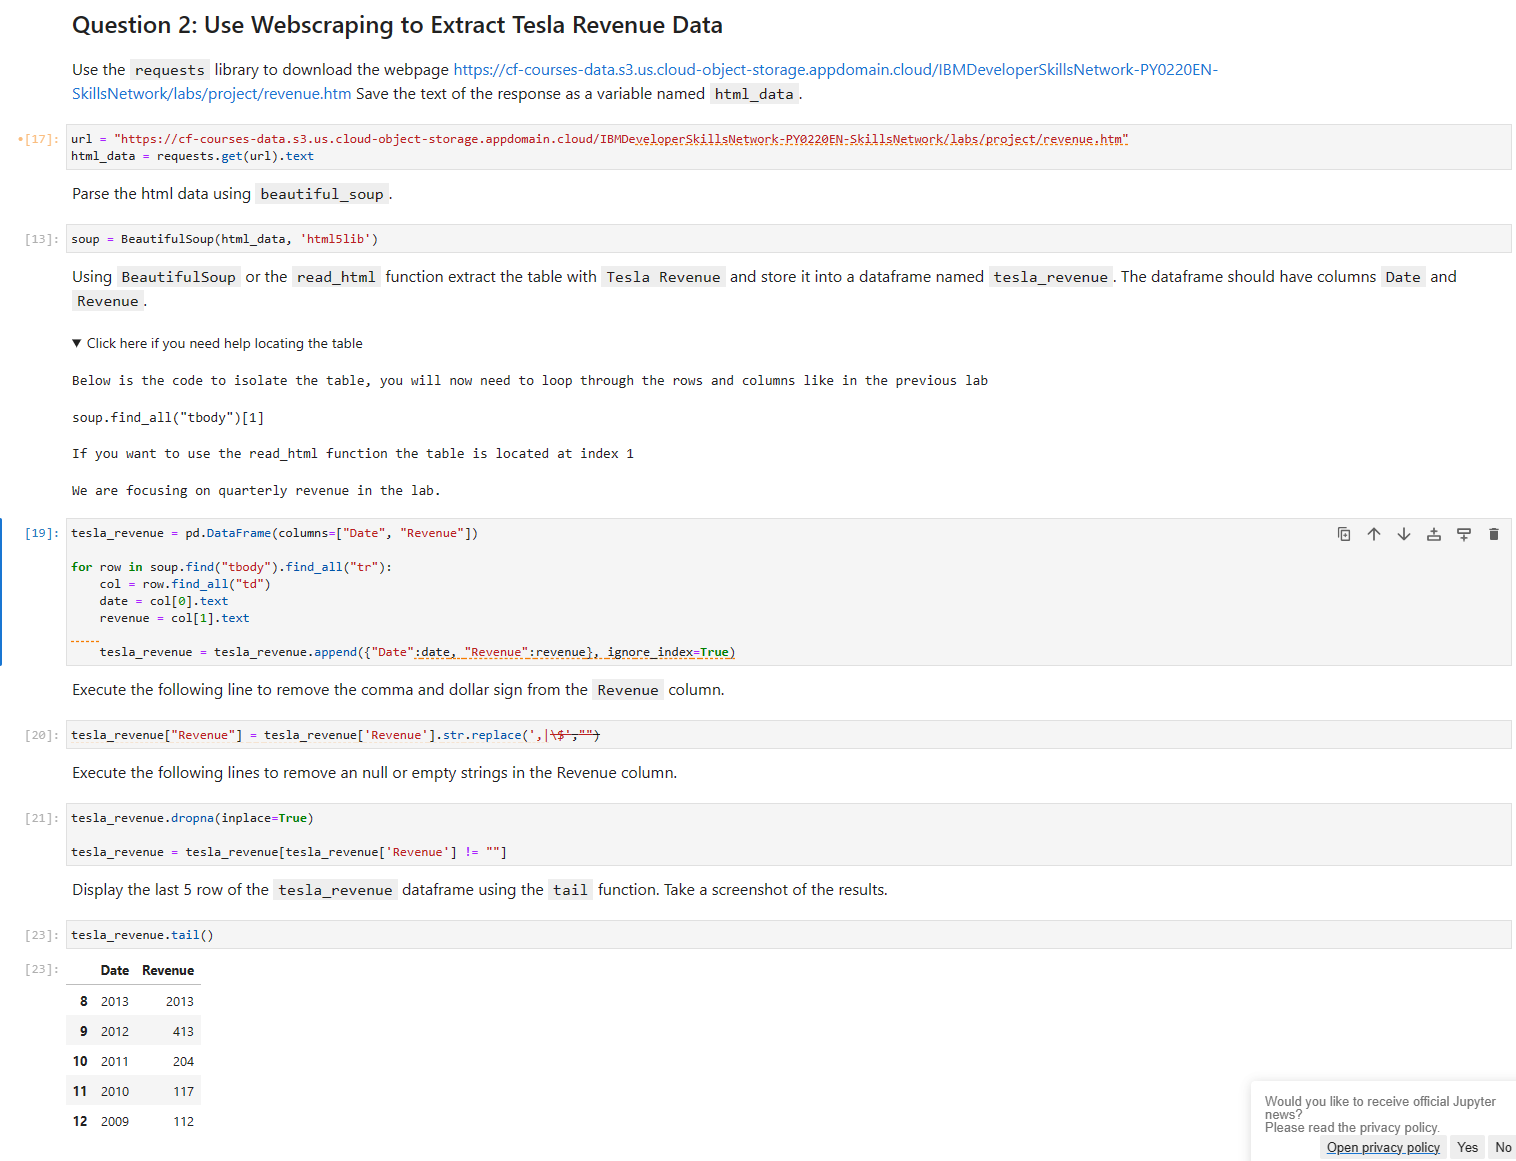 Question 2: Use Webscraping to Extract Tesla Revenue Data
Use the requests library to download the webpage https://cf-courses-data.s3.us.cloud-object-storage.appdomain.cloud/IBMDeveloperSkillsNetwork-PY0220EN-
SkillsNetwork/labs/project/revenue.htm Save the text of the response as a variable named html_data.
•[17]: url = "https://cf-courses-data.s3.us.cloud-object-storage.appdomain.cloud/IBMDeveloperSkillsNetwork-PY0220EN-SkillsNetwork/labs/project/revenue.htm"
html_data = requests.get(url).text
Parse the html data using beautiful_soup.
[13]: soup = BeautifulSoup(html_data, 'html5lib')
Using BeautifulSoup or the read_html function extract the table with Tesla Revenue and store it into a dataframe named tesla_revenue. The dataframe should have columns Date and
Revenue.
▼ Click here if you need help locating the table
Below is the code to isolate the table, you will now need to loop through the rows and columns like in the previous lab
soup.find_all("tbody")[1]
If you want to use the read_html function the table is located at index 1
We are focusing on quarterly revenue in the lab.
[19]: tesla_revenue = pd.DataFrame(columns=["Date", "Revenue"])
for row in soup.find("tbody").find_all("tr"):
    col = row.find_all("td")
    date = col[0].text
    revenue = col[1].text
    tesla_revenue = tesla_revenue.append({"Date":date, "Revenue":revenue}, ignore_index=True)
Execute the following line to remove the comma and dollar sign from the Revenue column.
[20]: tesla_revenue["Revenue"] = tesla_revenue['Revenue'].str.replace(',|\$',"")
Execute the following lines to remove an null or empty strings in the Revenue column.
[21]: tesla_revenue.dropna(inplace=True)
tesla_revenue = tesla_revenue[tesla_revenue['Revenue'] != ""]
Display the last 5 row of the tesla_revenue dataframe using the tail function. Take a screenshot of the results.
[23]: tesla_revenue.tail()
[23]: Date Revenue
8 2013 2013
9 2012 413
10 2011 204
11 2010 117
12 2009 112
Would you like to receive official Jupyter
news?
Please read the privacy policy.
Open privacy policy Yes No